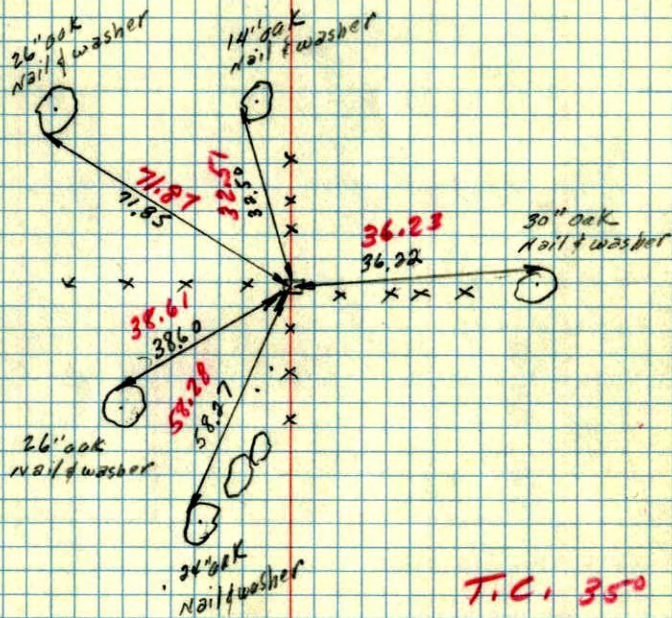 26" oak
Nail & washer
14" oak
Nail & washer
71.87
71.85
32.51
32.50
36.23
36.22
30" oak
Nail & washer
38.61
38.60
58.28
58.27
26" oak
Nail & washer
24" oak
Nail & washer
T.C. 35°